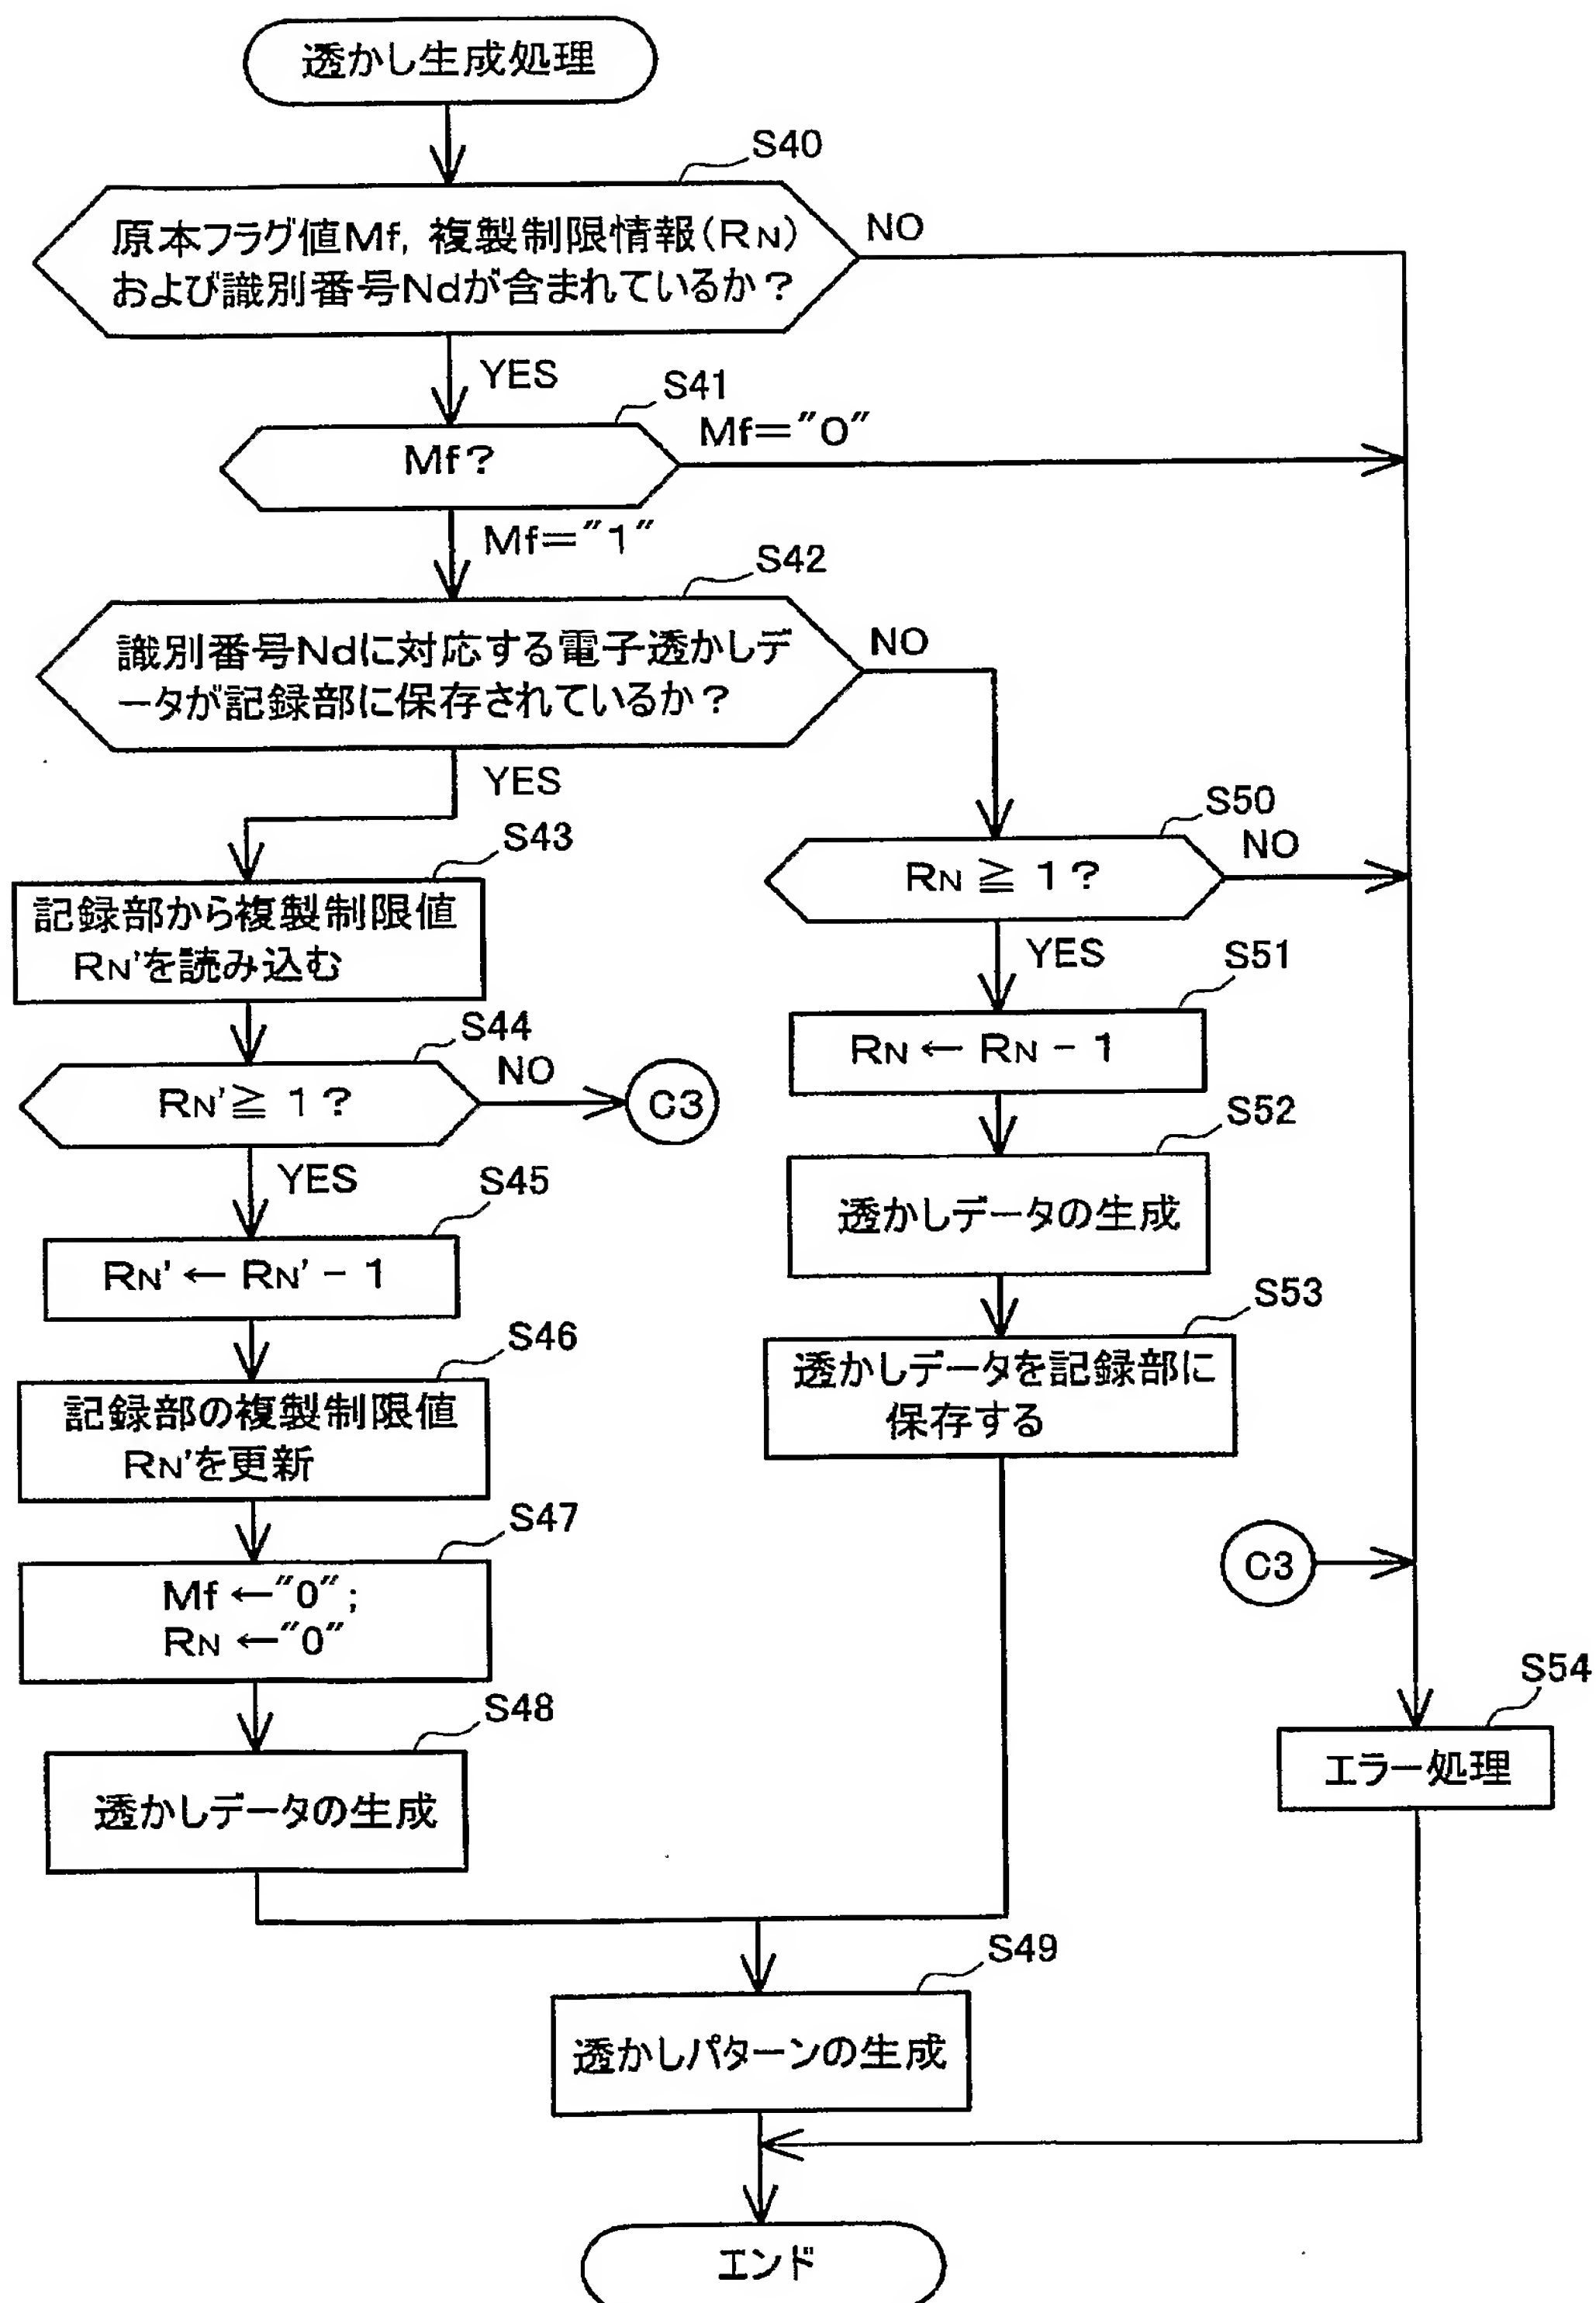 透かし生成処理
S40
原本フラグ値Mf, 複製制限情報(RN)
および識別番号Ndが含まれているか?
NO
YES
S41
Mf?
Mf="0"
Mf="1"
S42
識別番号Ndに対応する電子透かしデ
ータが記録部に保存されているか?
NO
YES
S43
記録部から複製制限値
RN'を読み込む
S44
RN'≧ 1?
NO
C3
YES
S45
RN' ← RN' - 1
S46
記録部の複製制限値
RN'を更新
S47
Mf ←"0";
RN ←"0"
S48
透かしデータの生成
S50
RN ≧ 1?
NO
YES
S51
RN ← RN - 1
S52
透かしデータの生成
S53
透かしデータを記録部に
保存する
C3
S54
エラー処理
S49
透かしパターンの生成
エンド